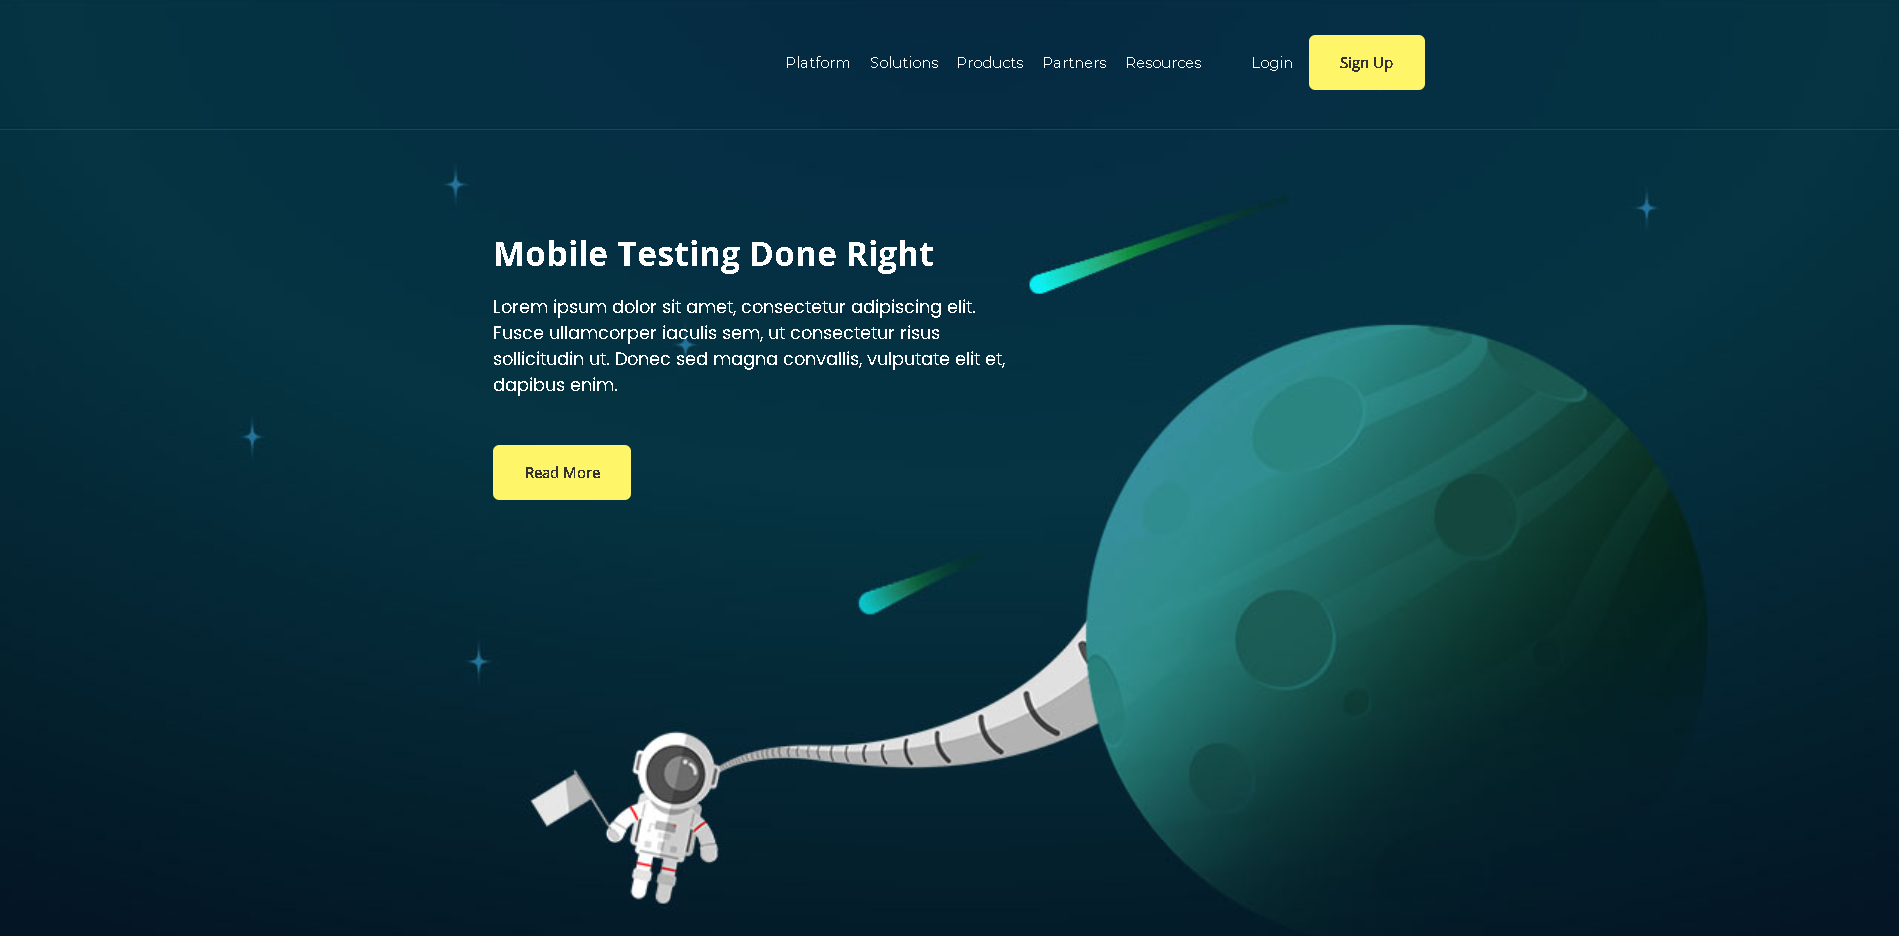 Platform Solutions Products Partners Resources Login Sign Up
Mobile Testing Done Right
Lorem ipsum dolor sit amet, consectetur adipiscing elit.
Fusce ullamcorper iaculis sem, ut consectetur risus
sollicitudin ut. Donec sed magna convallis, vulputate elit et,
dapibus enim.
Read More